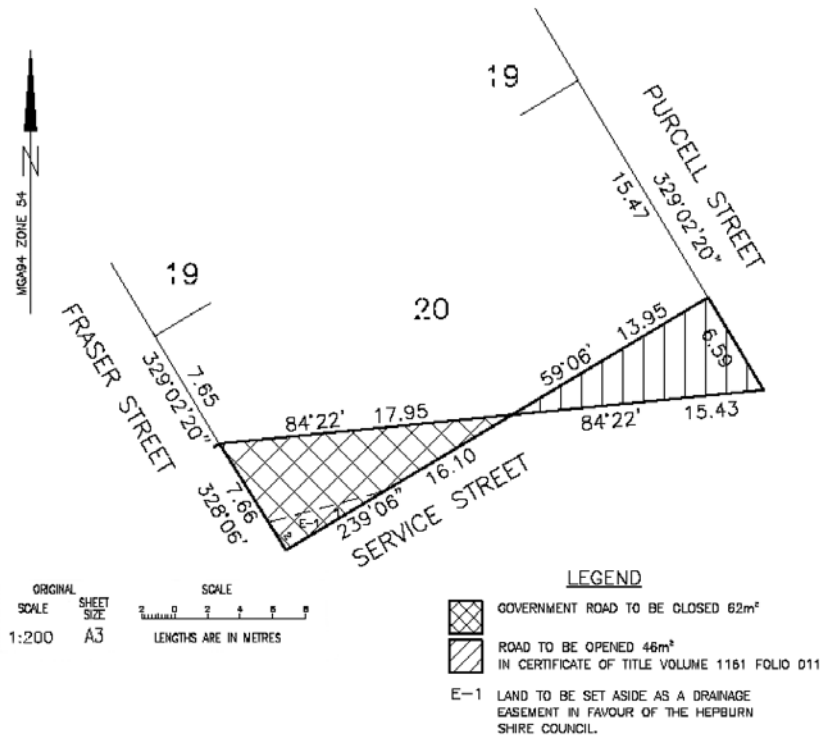 19
PURCELL STREET
15.47
329°02'20"
N
MGA94 ZONE 54
19
20
FRASER STREET
7.65
329°02'20"
13.95
59°06'
6.59
84°22' 17.95
84°22' 15.43
7.66
328°06'
E-1
2
16.10
239°06"
SERVICE STREET
ORIGINAL
SCALE SHEET SIZE
1:200 A3
SCALE
2 0 2 4 6 8
LENGTHS ARE IN METRES
LEGEND
GOVERNMENT ROAD TO BE CLOSED 62m²
ROAD TO BE OPENED 46m²
IN CERTIFICATE OF TITLE VOLUME 1161 FOLIO 011
E-1 LAND TO BE SET ASIDE AS A DRAINAGE
EASEMENT IN FAVOUR OF THE HEPBURN
SHIRE COUNCIL.